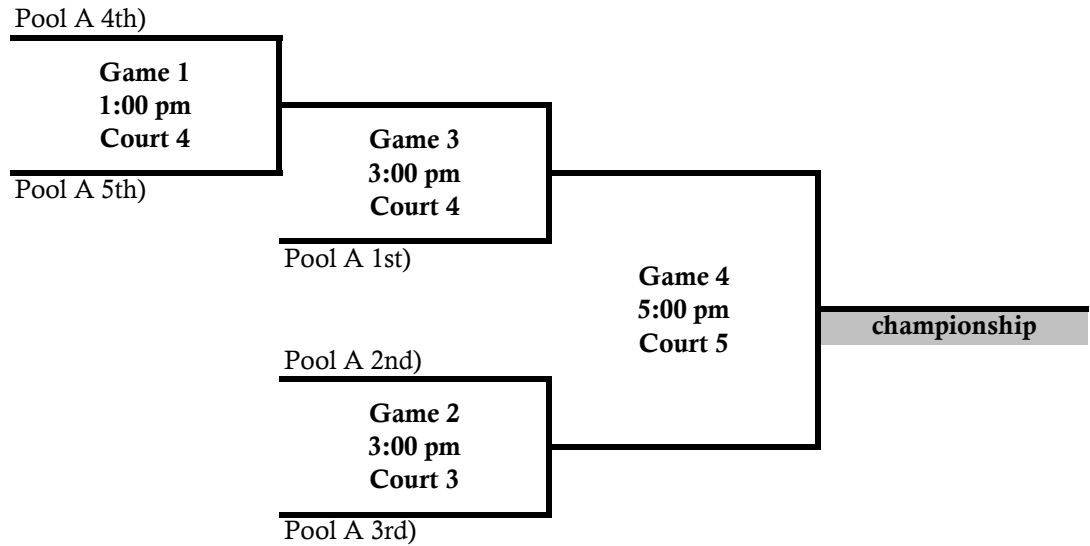 Pool A 4th)
Game 1
1:00 pm
Court 4
Pool A 5th)
Game 3
3:00 pm
Court 4
Pool A 1st)
Game 4
5:00 pm
Court 5
championship
Pool A 2nd)
Game 2
3:00 pm
Court 3
Pool A 3rd)